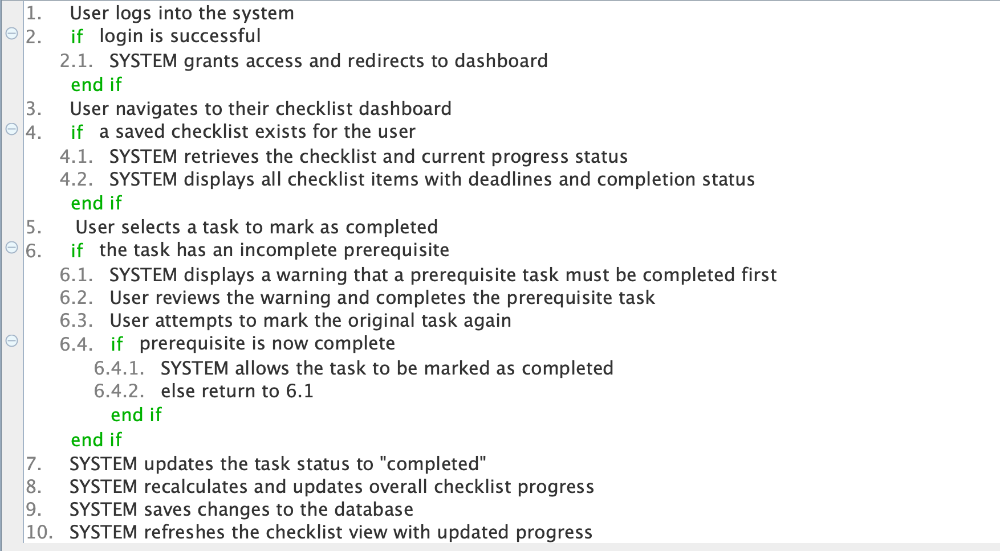 1. User logs into the system
2. if login is successful
2.1. SYSTEM grants access and redirects to dashboard
end if
3. User navigates to their checklist dashboard
4. if a saved checklist exists for the user
4.1. SYSTEM retrieves the checklist and current progress status
4.2. SYSTEM displays all checklist items with deadlines and completion status
end if
5. User selects a task to mark as completed
6. if the task has an incomplete prerequisite
6.1. SYSTEM displays a warning that a prerequisite task must be completed first
6.2. User reviews the warning and completes the prerequisite task
6.3. User attempts to mark the original task again
6.4. if prerequisite is now complete
6.4.1. SYSTEM allows the task to be marked as completed
6.4.2. else return to 6.1
end if
end if
7. SYSTEM updates the task status to "completed"
8. SYSTEM recalculates and updates overall checklist progress
9. SYSTEM saves changes to the database
10. SYSTEM refreshes the checklist view with updated progress